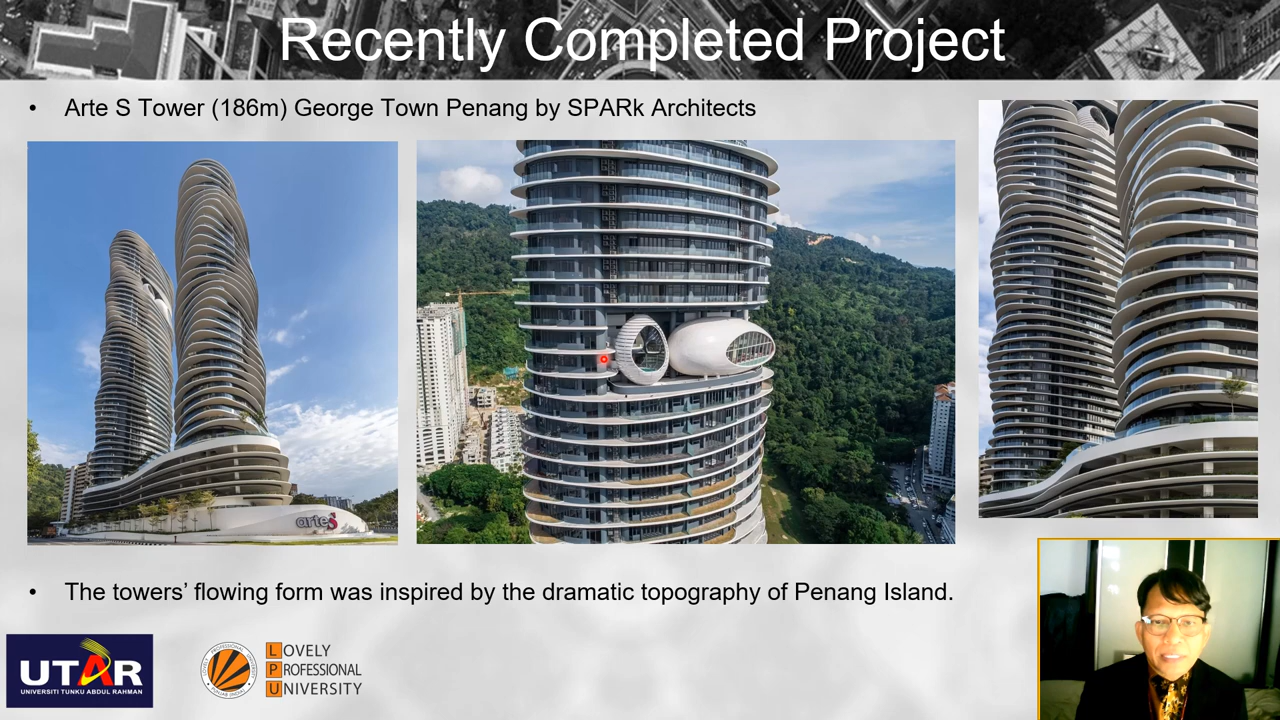 Recently Completed Project
• Arte S Tower (186m) George Town Penang by SPARk Architects
arte S
• The towers’ flowing form was inspired by the dramatic topography of Penang Island.
UTAR
UNIVERSITI TUNKU ABDUL RAHMAN
LOVELY
PROFESSIONAL
UNIVERSITY